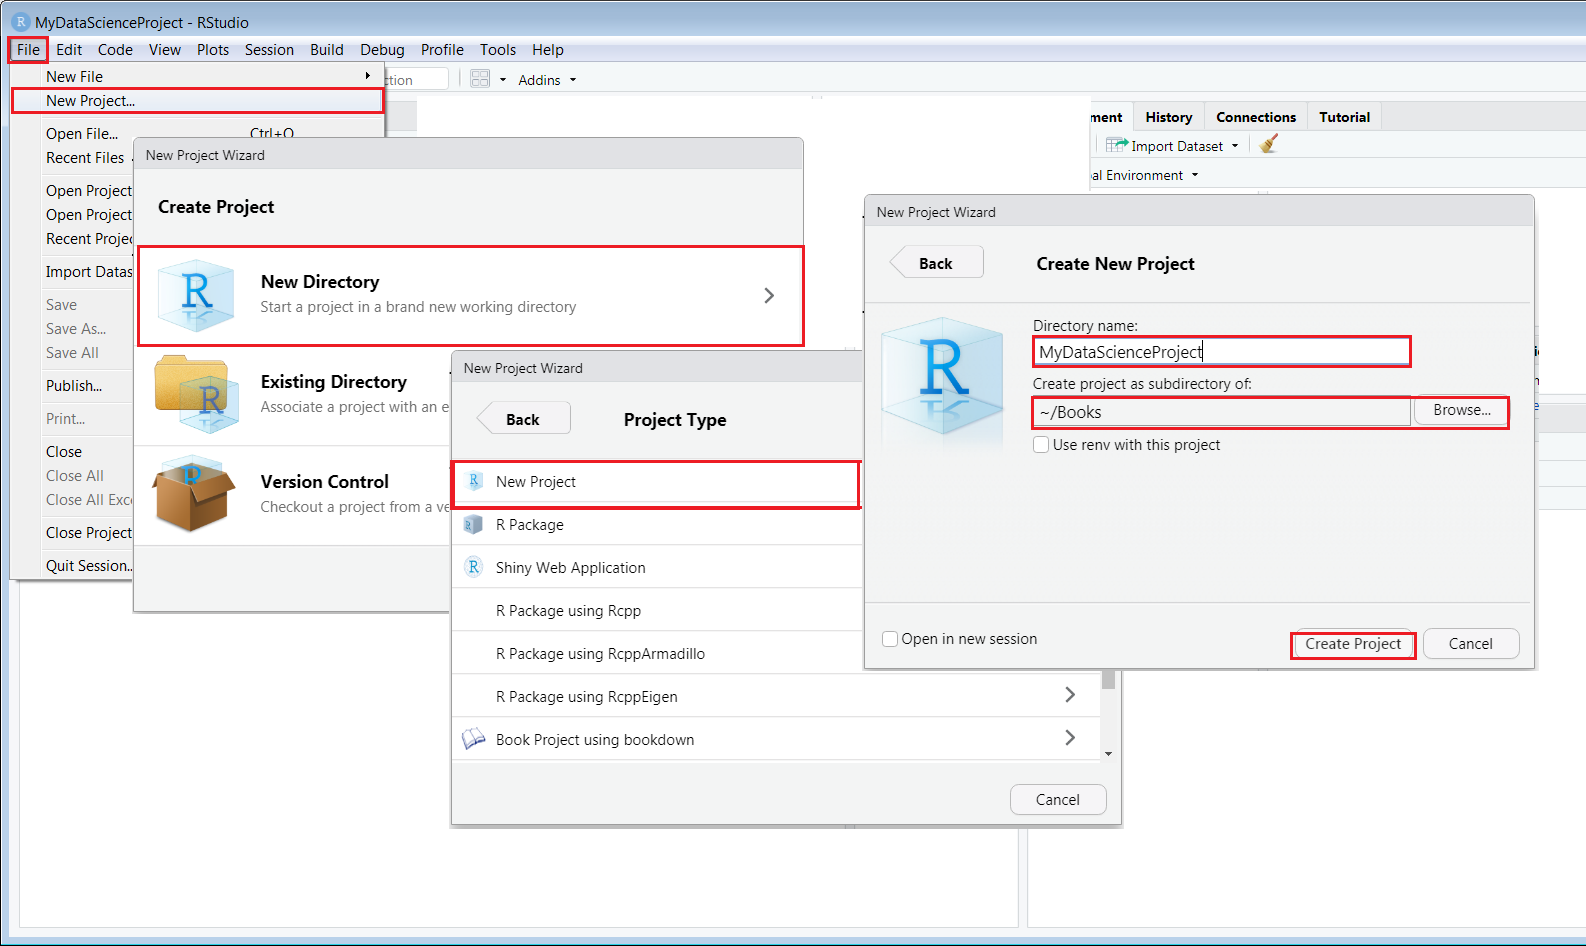 MyDataScienceProject - RStudio
File Edit Code View Plots Session Build Debug Profile Tools Help
New File
New Project...
Open File... Ctrl+O
Recent Files
Open Project
Open Project
Recent Projec
Import Datas
Save
Save As...
Save All
Publish...
Print...
Close
Close All
Close All Exc
Close Project
Quit Session..
ction
Addins
ment History Connections Tutorial
Import Dataset
al Environment
New Project Wizard
Create Project
New Directory
Start a project in a brand new working directory
Existing Directory
Associate a project with an e
Version Control
Checkout a project from a ve
New Project Wizard
Back
Project Type
New Project
R Package
Shiny Web Application
R Package using Rcpp
R Package using RcppArmadillo
R Package using RcppEigen
Book Project using bookdown
Cancel
New Project Wizard
Back
Create New Project
Directory name:
MyDataScienceProject
Create project as subdirectory of:
~/Books
Browse...
Use renv with this project
Open in new session
Create Project
Cancel